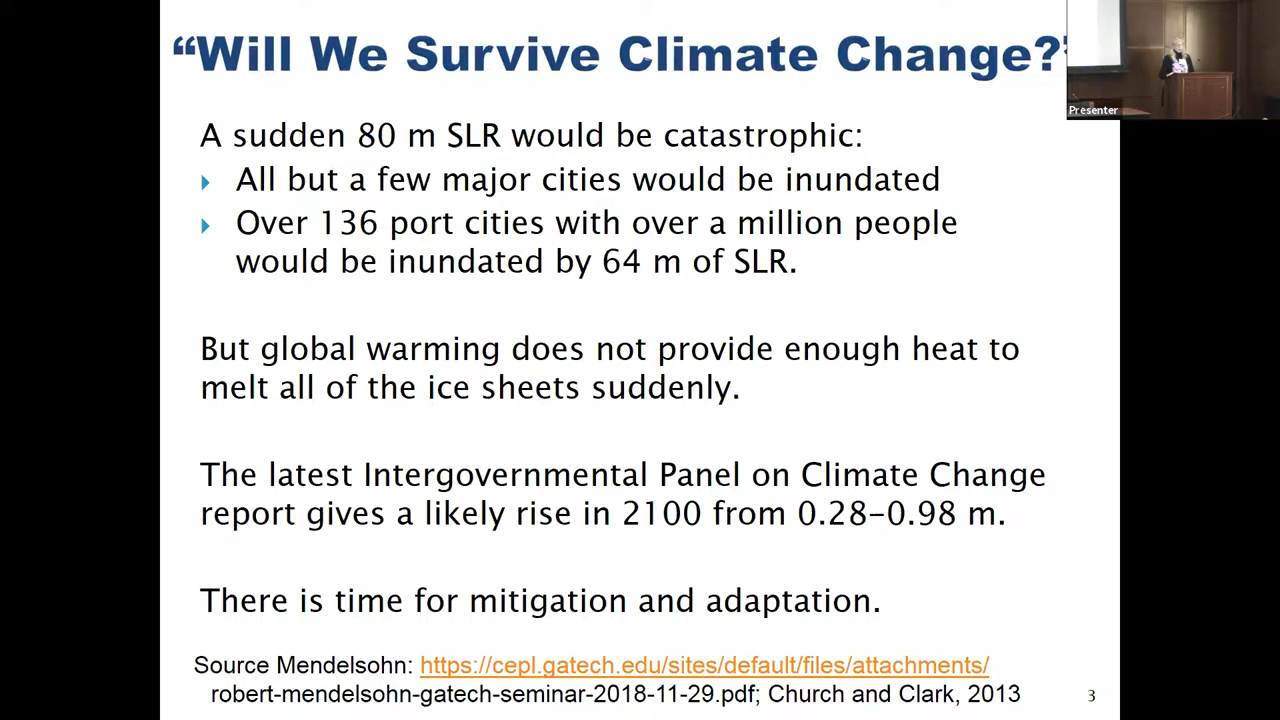 “Will We Survive Climate Change?”
Presenter
A sudden 80 m SLR would be catastrophic:
All but a few major cities would be inundated
Over 136 port cities with over a million people
would be inundated by 64 m of SLR.
But global warming does not provide enough heat to
melt all of the ice sheets suddenly.
The latest Intergovernmental Panel on Climate Change
report gives a likely rise in 2100 from 0.28–0.98 m.
There is time for mitigation and adaptation.
Source Mendelsohn: https://cepl.gatech.edu/sites/default/files/attachments/
robert-mendelsohn-gatech-seminar-2018-11-29.pdf; Church and Clark, 2013
3